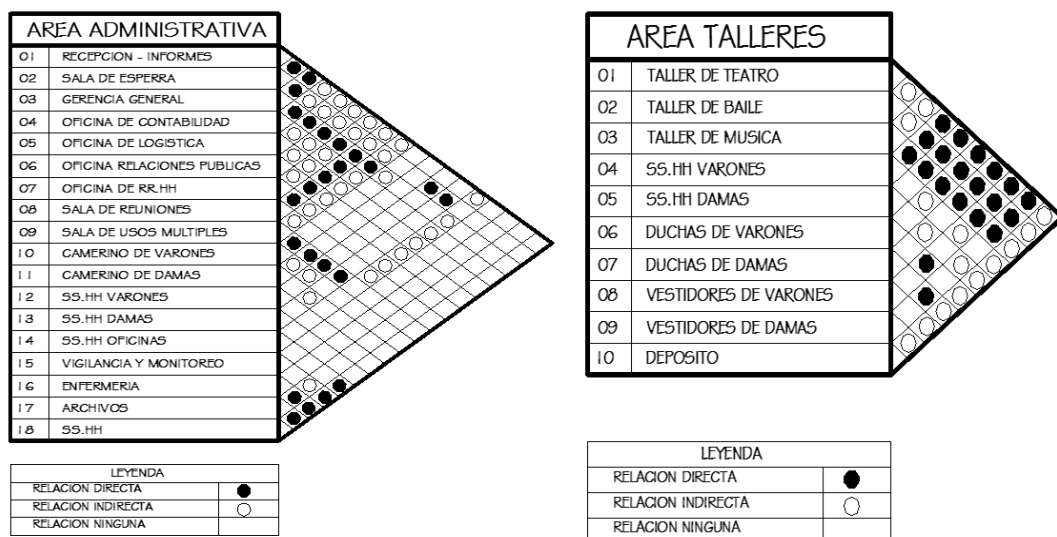 AREA ADMINISTRATIVA
01 RECEPCION - INFORMES
02 SALA DE ESPERRA
03 GERENCIA GENERAL
04 OFICINA DE CONTABILIDAD
05 OFICINA DE LOGISTICA
06 OFICINA RELACIONES PUBLICAS
07 OFICINA DE RR.HH
08 SALA DE REUNIONES
09 SALA DE USOS MULTIPLES
10 CAMERINO DE VARONES
11 CAMERINO DE DAMAS
12 SS.HH VARONES
13 SS.HH DAMAS
14 SS.HH OFICINAS
15 VIGILANCIA Y MONITOREO
16 ENFERMERIA
17 ARCHIVOS
18 SS.HH
LEYENDA
RELACION DIRECTA
RELACION INDIRECTA
RELACION NINGUNA
AREA TALLERES
01 TALLER DE TEATRO
02 TALLER DE BAILE
03 TALLER DE MUSICA
04 SS.HH VARONES
05 SS.HH DAMAS
06 DUCHAS DE VARONES
07 DUCHAS DE DAMAS
08 VESTIDORES DE VARONES
09 VESTIDORES DE DAMAS
10 DEPOSITO
LEYENDA
RELACION DIRECTA
RELACION INDIRECTA
RELACION NINGUNA